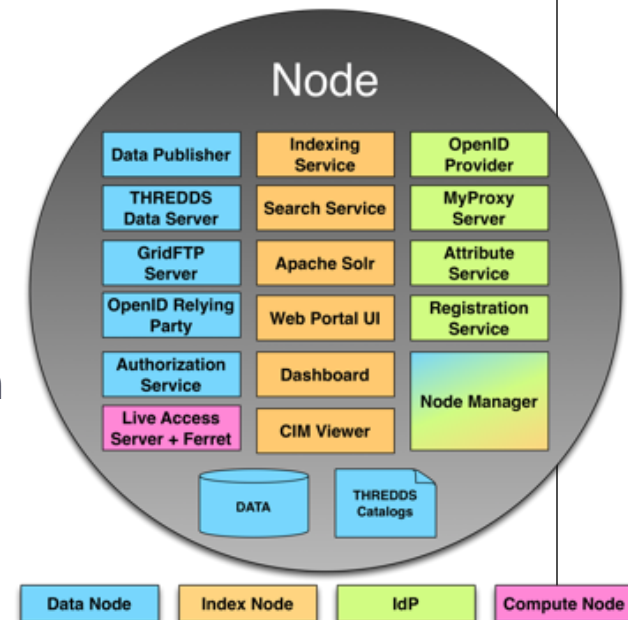 Node
Data Publisher
Indexing
Service
OpenID
Provider
THREDDS
Data Server
Search Service
MyProxy
Server
GridFTP
Server
Apache Solr
Attribute
Service
OpenID Relying
Party
Web Portal UI
Registration
Service
Authorization
Service
Dashboard
Node Manager
Live Access
Server + Ferret
CIM Viewer
DATA
THREDDS
Catalogs
Data Node
Index Node
IdP
Compute Node